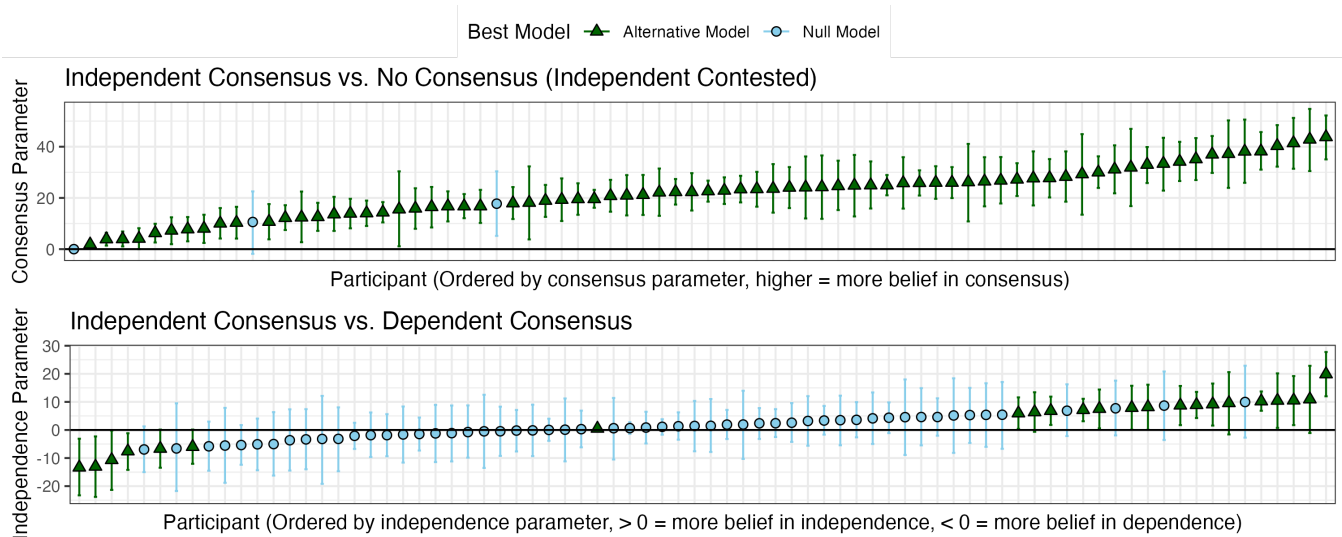 Best Model Alternative Model Null Model
Independent Consensus vs. No Consensus (Independent Contested)
Consensus Parameter
40
20
0
Participant (Ordered by consensus parameter, higher = more belief in consensus)
Independent Consensus vs. Dependent Consensus
Independence Parameter
30
20
10
0
-10
-20
Participant (Ordered by independence parameter, > 0 = more belief in independence, < 0 = more belief in dependence)